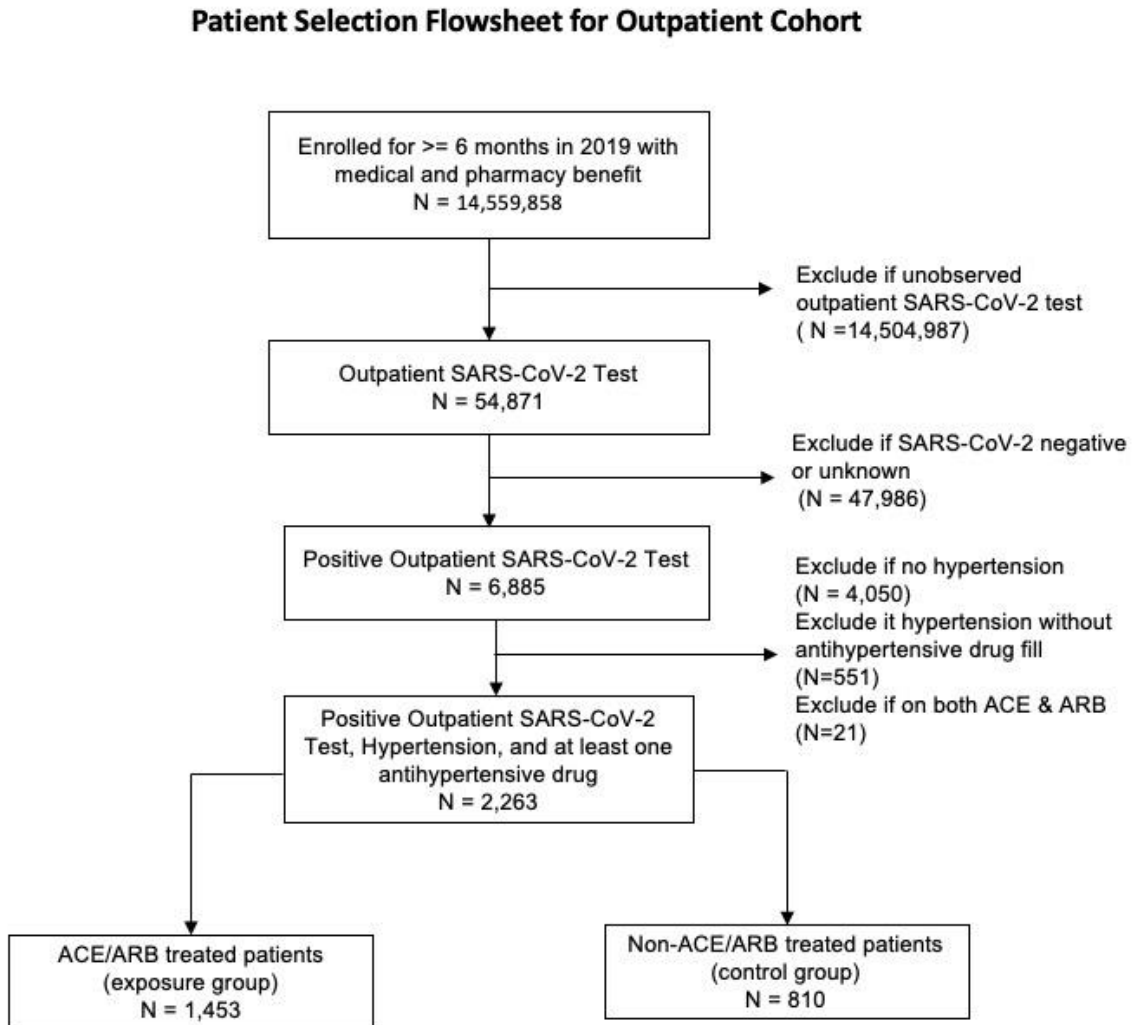 Patient Selection Flowsheet for Outpatient Cohort
Enrolled for >= 6 months in 2019 with
medical and pharmacy benefit
N = 14,559,858
Exclude if unobserved
outpatient SARS-CoV-2 test
( N =14,504,987)
Outpatient SARS-CoV-2 Test
N = 54,871
Exclude if SARS-CoV-2 negative
or unknown
(N = 47,986)
Positive Outpatient SARS-CoV-2 Test
N = 6,885
Exclude if no hypertension
(N = 4,050)
Exclude it hypertension without
antihypertensive drug fill
(N=551)
Exclude if on both ACE & ARB
(N=21)
Positive Outpatient SARS-CoV-2
Test, Hypertension, and at least one
antihypertensive drug
N = 2,263
ACE/ARB treated patients
(exposure group)
N = 1,453
Non-ACE/ARB treated patients
(control group)
N = 810